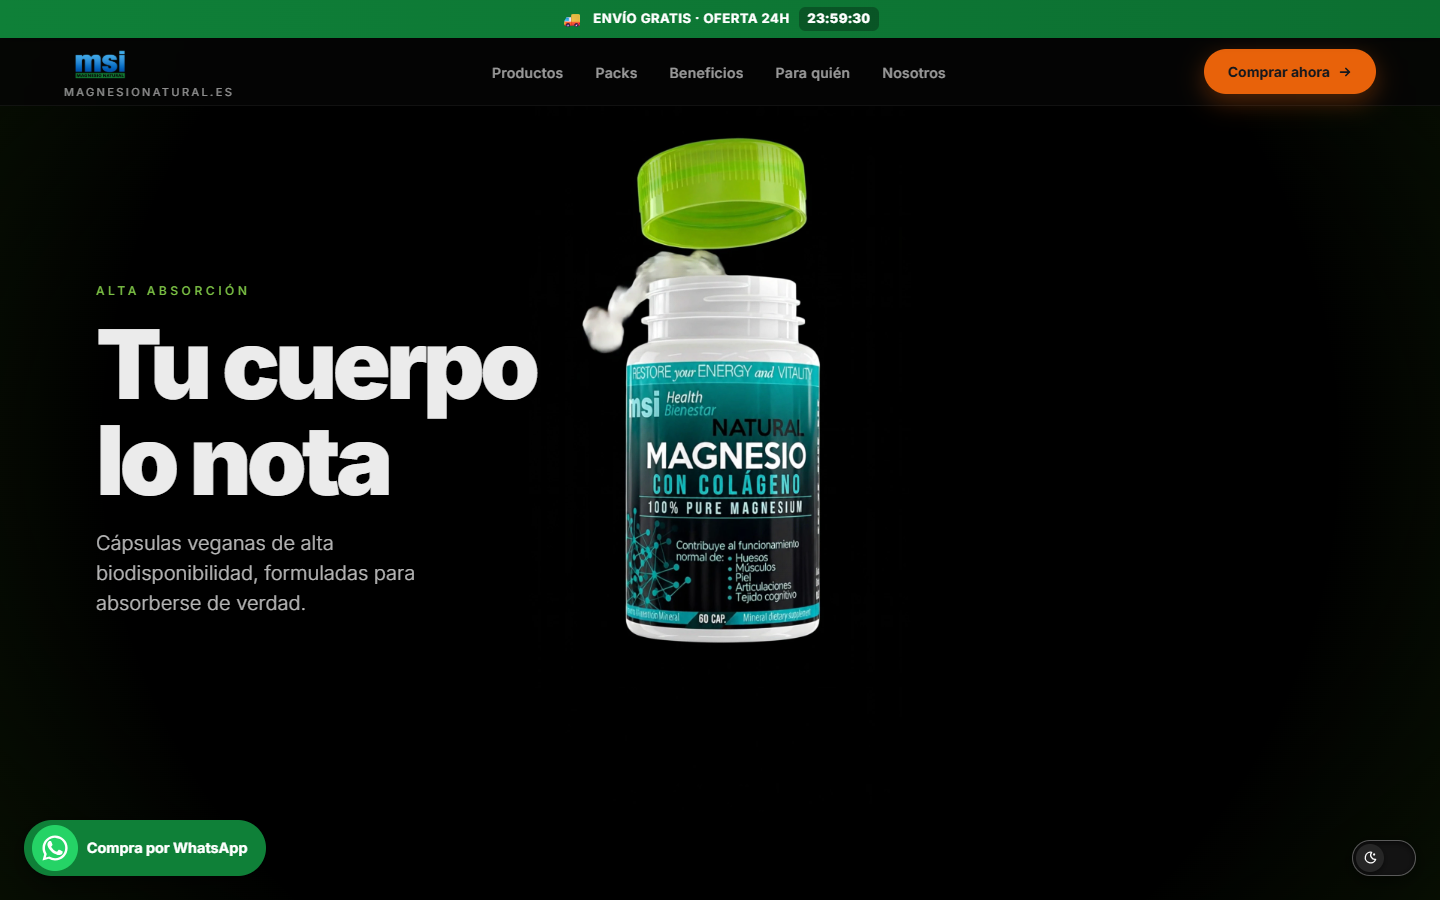 ENVÍO GRATIS · OFERTA 24H 23:59:30
msi
MAGNESIONATURAL.ES
Productos Packs Beneficios Para quién Nosotros
Comprar ahora →
ALTA ABSORCIÓN
Tu cuerpo
lo nota
Cápsulas veganas de alta
biodisponibilidad, formuladas para
absorberse de verdad.
RESTORE your ENERGY and VITALITY
msi Health
Bienestar
NATURAL
MAGNESIO
CON COLÁGENO
100% PURE MAGNESIUM
Contribuye al funcionamiento
normal de: • Huesos
• Músculos
• Piel
• Articulaciones
• Tejido cognitivo
60 CAP. Mineral dietary supplement
Compra por WhatsApp